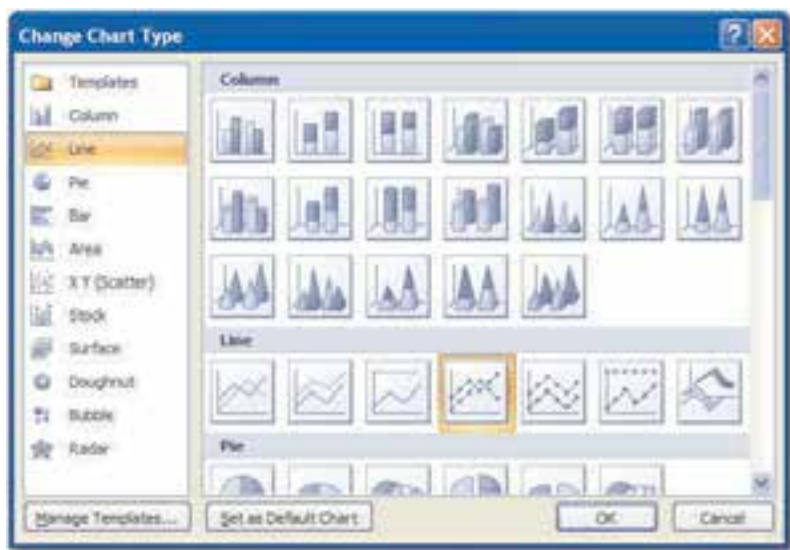 Change Chart Type
Templates
Column
Line
Pie
Bar
Area
X Y (Scatter)
Stock
Surface
Doughnut
Bubble
Radar
Column
Line
Pie
Manage Templates...
Set as Default Chart
OK
Cancel